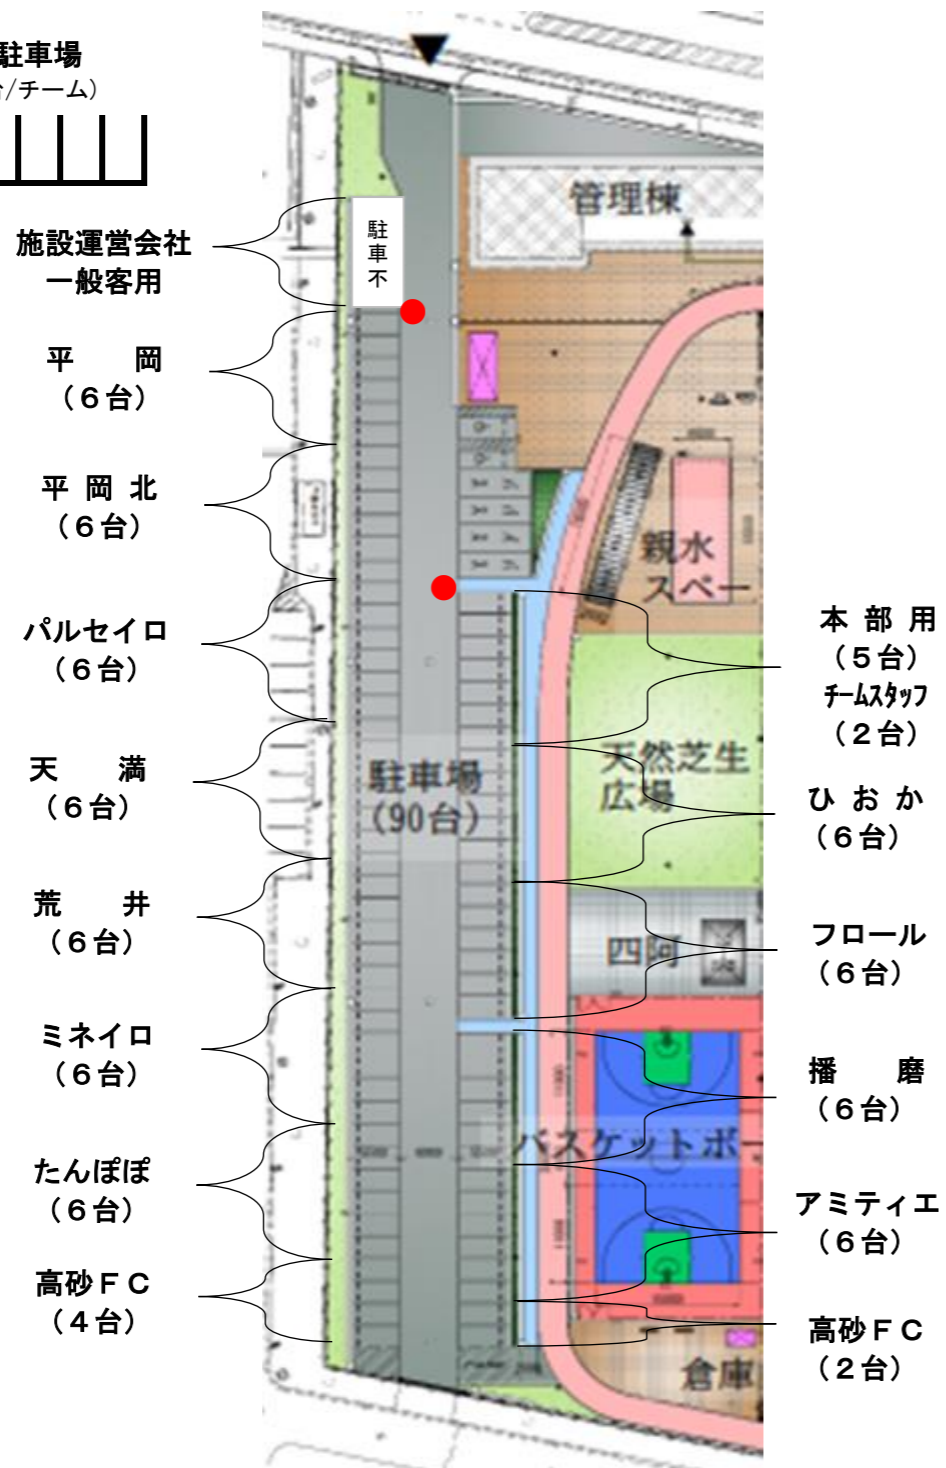 駐車場
台/チーム）
施設運営会社
一般客用
駐車不
平　　岡
（６台）
平 岡 北
（６台）
パルセイロ
（６台）
天　　満
（６台）
荒　　井
（６台）
ミネイロ
（６台）
たんぽぽ
（６台）
高砂ＦＣ
（４台）
管理棟
親水
スペー
駐車場
（90台）
天然芝生
広場
四阿
バスケットボー
倉庫
本 部 用
（５台）
チームスタッフ
（２台）
ひ お か
（６台）
フロール
（６台）
播　　磨
（６台）
アミティエ
（６台）
高砂ＦＣ
（２台）